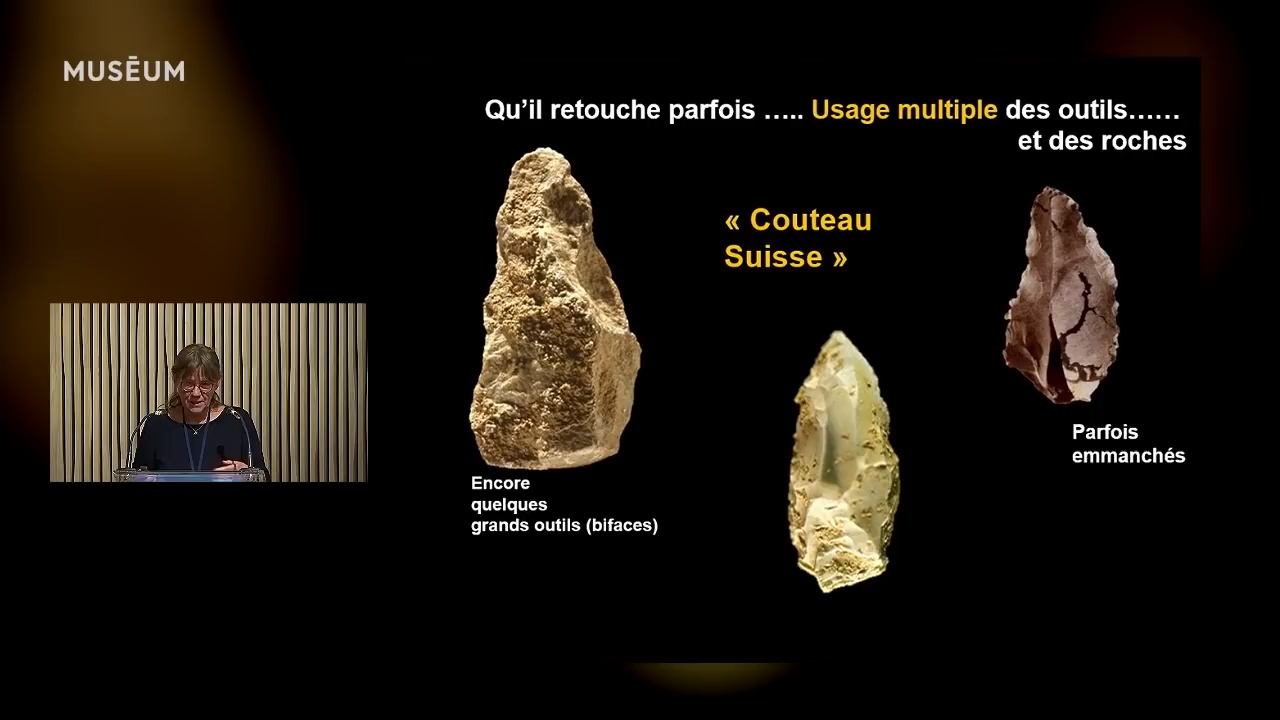 MUSĒUM
Qu’il retouche parfois ..... Usage multiple des outils......
et des roches
« Couteau
Suisse »
Encore
quelques
grands outils (bifaces)
Parfois
emmanchés